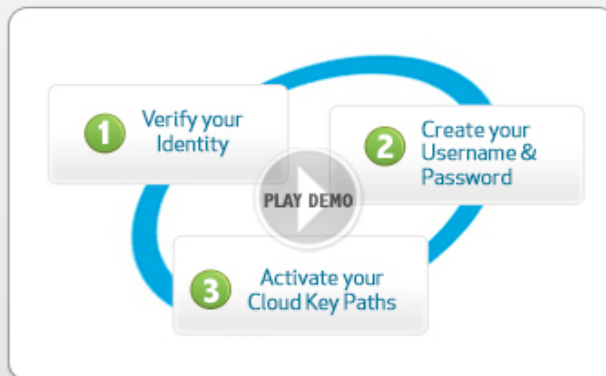 1
Verify your
Identity
2
Create your
Username &
Password
PLAY DEMO
3
Activate your
Cloud Key Paths